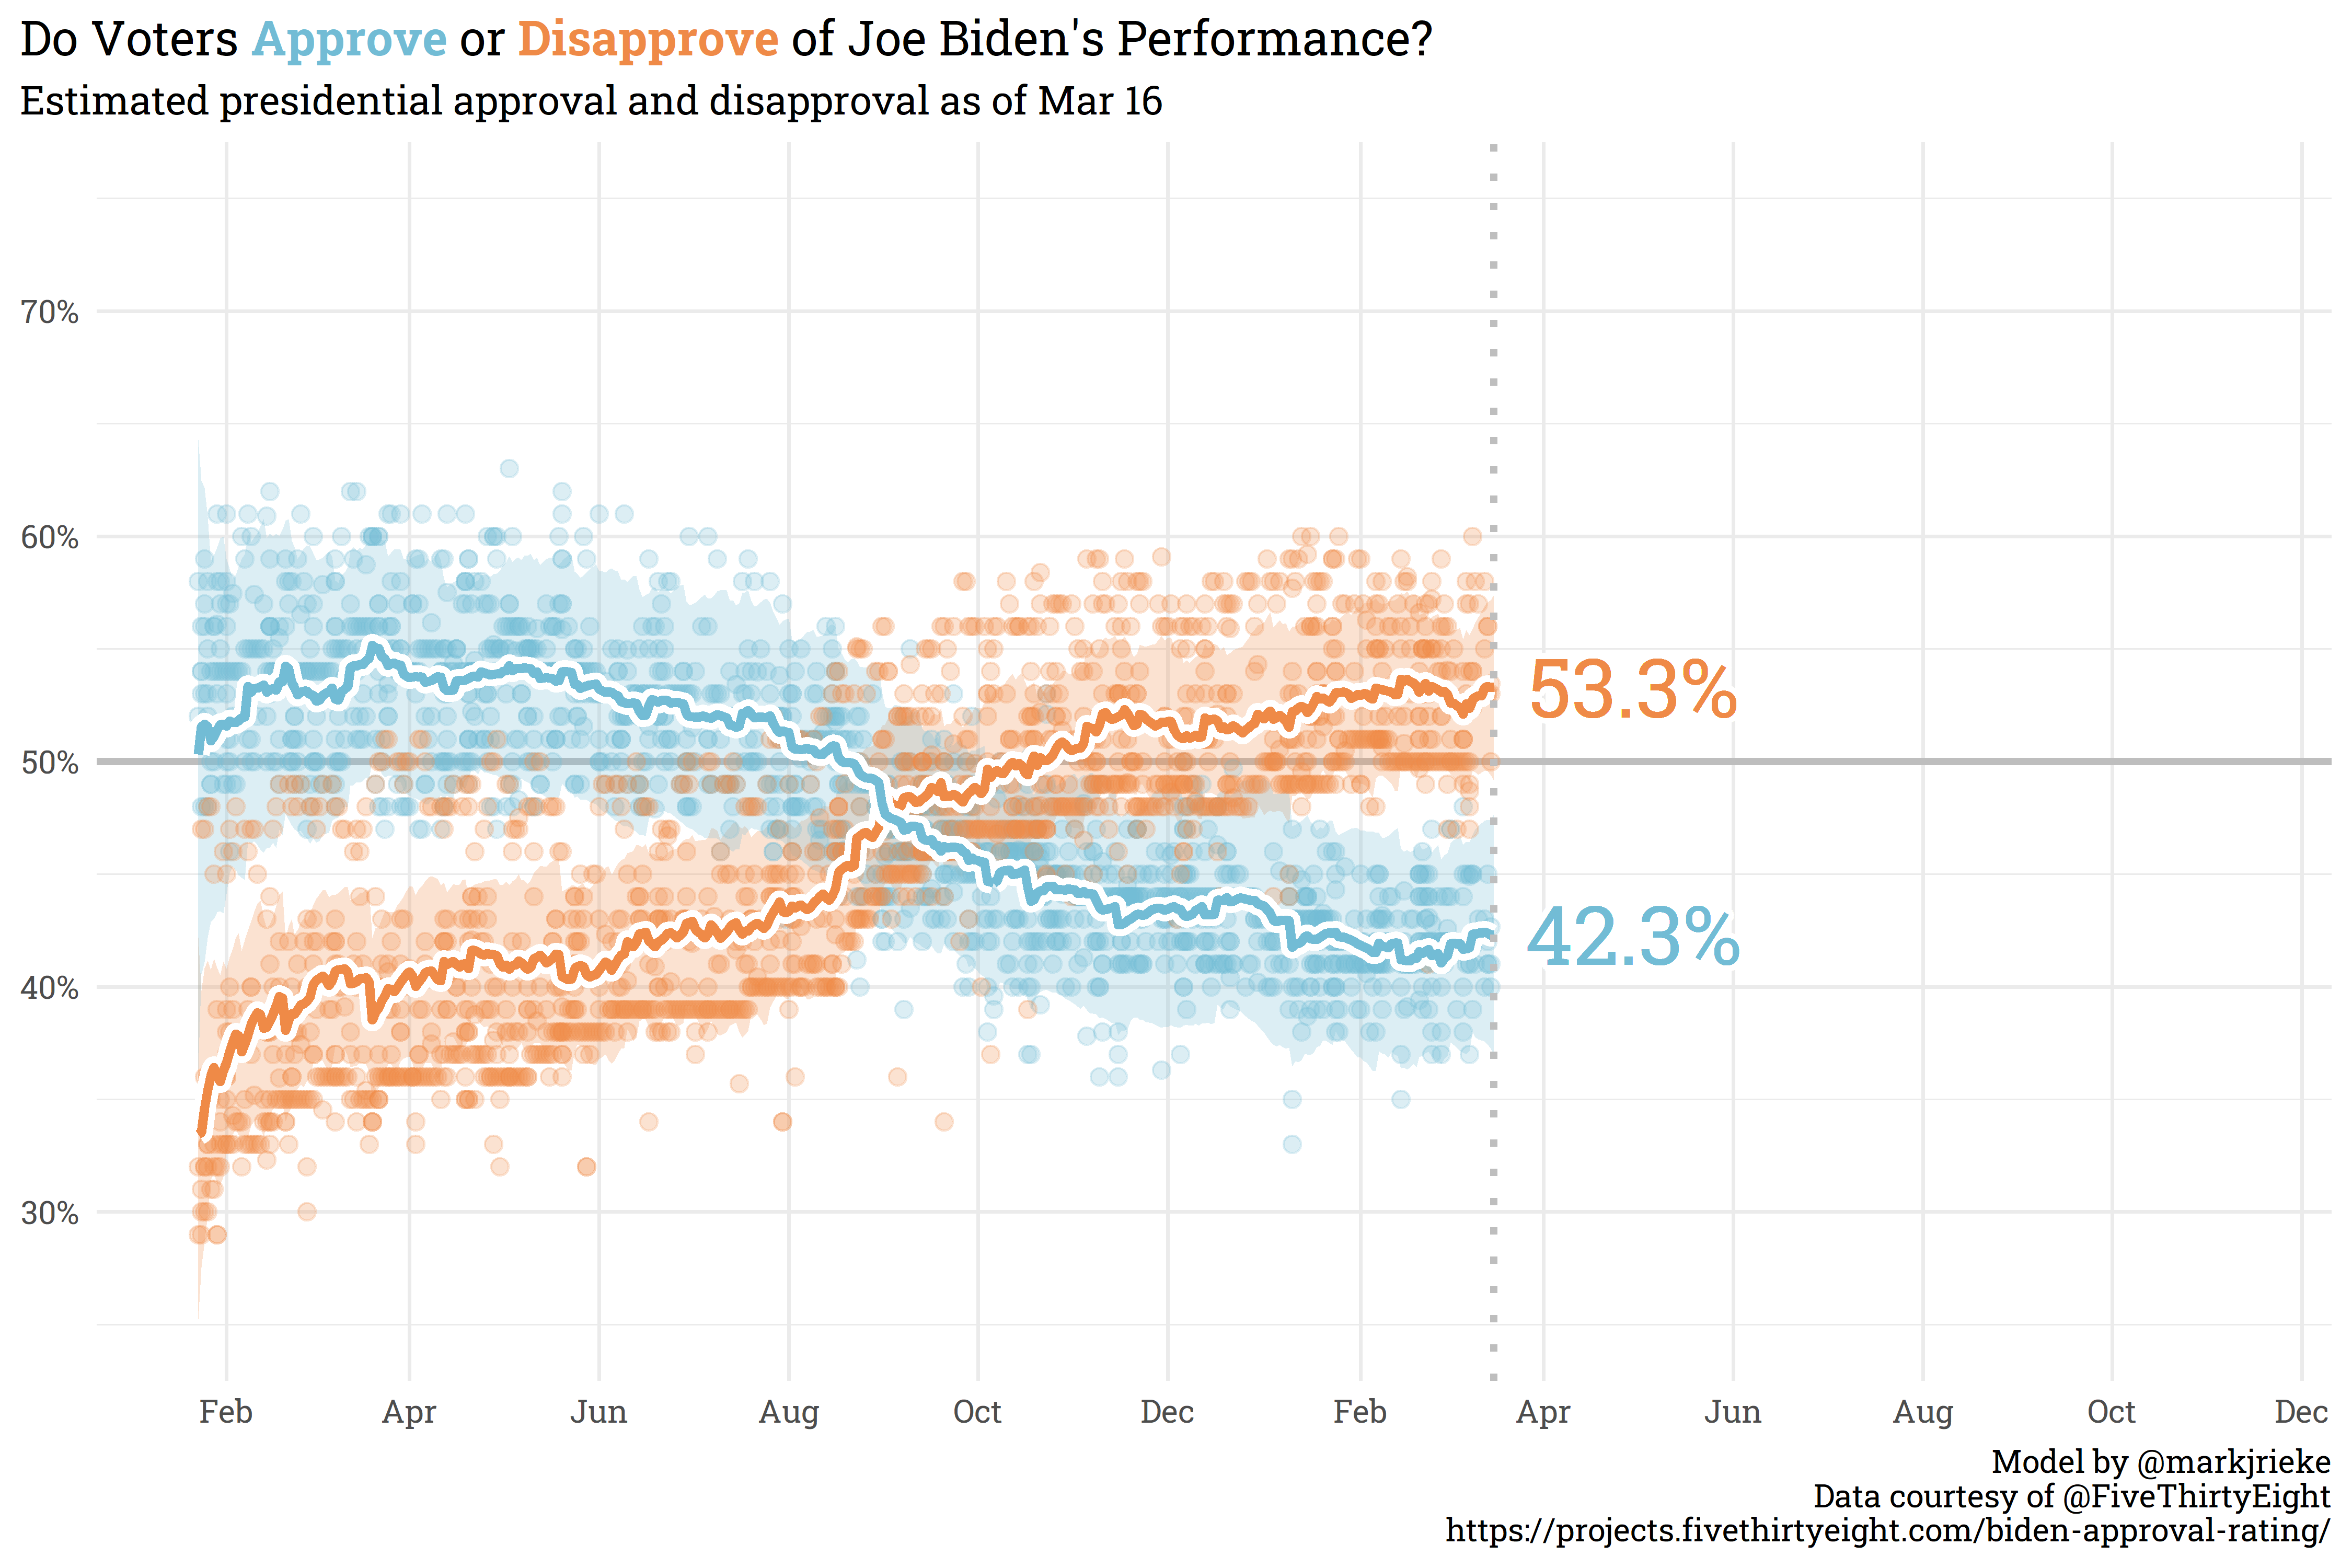 Do Voters Approve or Disapprove of Joe Biden's Performance?
Estimated presidential approval and disapproval as of Mar 16
70%
60%
50%
40%
30%
53.3%
42.3%
Feb Apr Jun Aug Oct Dec Feb Apr Jun Aug Oct Dec
Model by @markjrieke
Data courtesy of @FiveThirtyEight
https://projects.fivethirtyeight.com/biden-approval-rating/